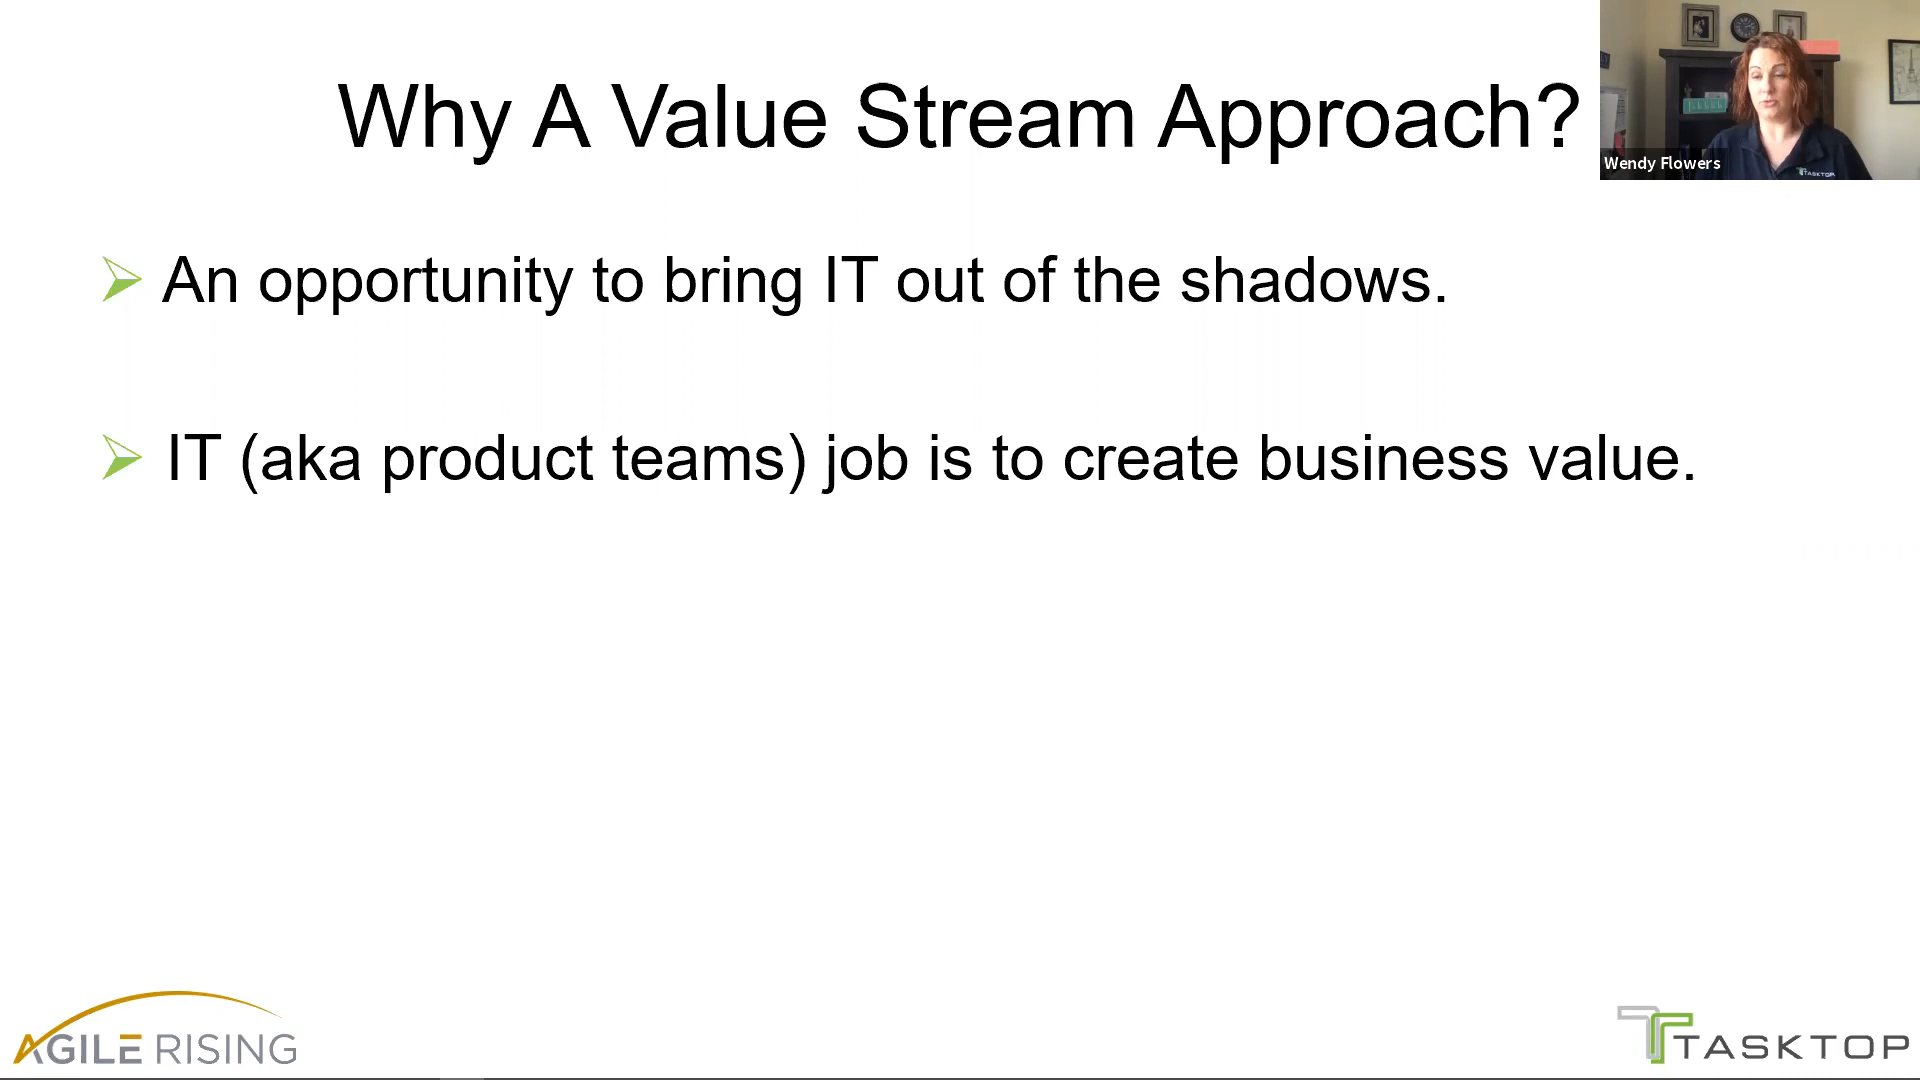 Why A Value Stream Approach?
Wendy Flowers
TASKTOP
An opportunity to bring IT out of the shadows.
IT (aka product teams) job is to create business value.
AGILE RISING
TASKTOP